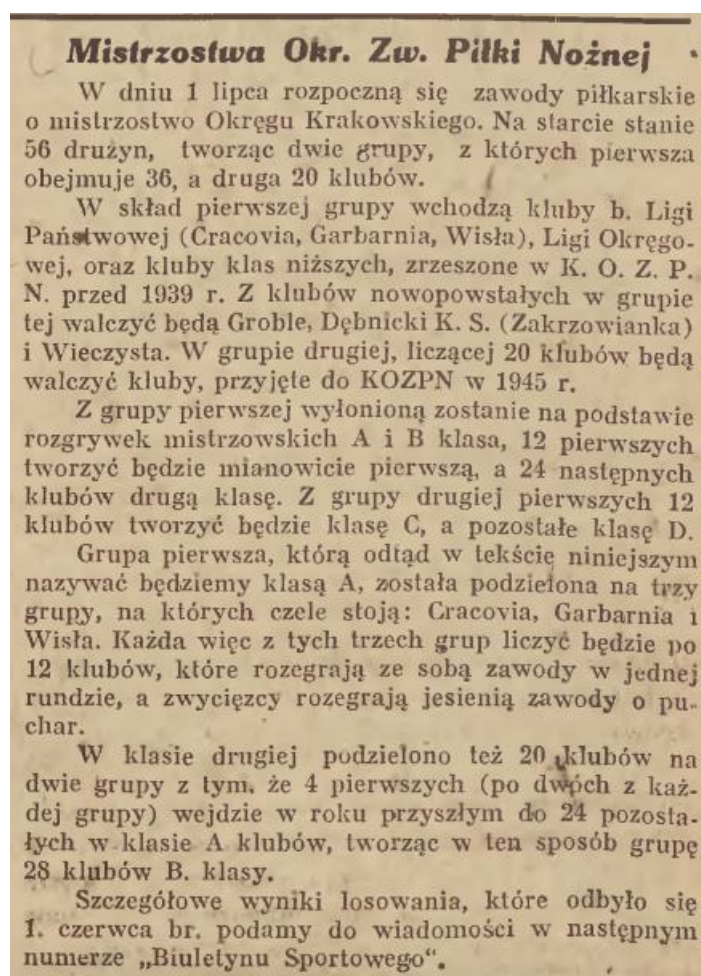 Mistrzostwa Okr. Zw. Piłki Nożnej
W dniu 1 lipca rozpoczną się zawody piłkarskie
o mistrzostwo Okręgu Krakowskiego. Na starcie stanie
56 drużyn, tworząc dwie grupy, z których pierwsza
obejmuje 36, a druga 20 klubów.
W skład pierwszej grupy wchodzą kluby b. Ligi
Państwowej (Cracovia, Garbarnia, Wisła), Ligi Okręgo-
wej, oraz kluby klas niższych, zrzeszone w K. O. Z. P.
N. przed 1939 r. Z klubów nowopowstałych w grupie
tej walczyć będą Groble, Dębnicki K. S. (Zakrzowianka)
i Wieczysta. W grupie drugiej, liczącej 20 klubów będą
walczyć kluby, przyjęte do KOZPN w 1945 r.
Z grupy pierwszej wyłonioną zostanie na podstawie
rozgrywek mistrzowskich A i B klasa, 12 pierwszych
tworzyć będzie mianowicie pierwszą, a 24 następnych
klubów drugą klasę. Z grupy drugiej pierwszych 12
klubów tworzyć będzie klasę C, a pozostałe klasę D.
Grupa pierwsza, którą odtąd w tekście niniejszym
nazywać będziemy klasą A, została podzielona na trzy
grupy, na których czele stoją: Cracovia, Garbarnia i
Wisła. Każda więc z tych trzech grup liczyć będzie po
12 klubów, które rozegrają ze sobą zawody w jednej
rundzie, a zwycięzcy rozegrają jesienią zawody o pu-
char.
W klasie drugiej podzielono też 20 klubów na
dwie grupy z tym, że 4 pierwszych (po dwóch z każ-
dej grupy) wejdzie w roku przyszłym do 24 pozosta-
łych w klasie A klubów, tworząc w ten sposób grupę
28 klubów B. klasy.
Szczegółowe wyniki losowania, które odbyło się
1. czerwca br. podamy do wiadomości w następnym
numerze „Biuletynu Sportowego“.